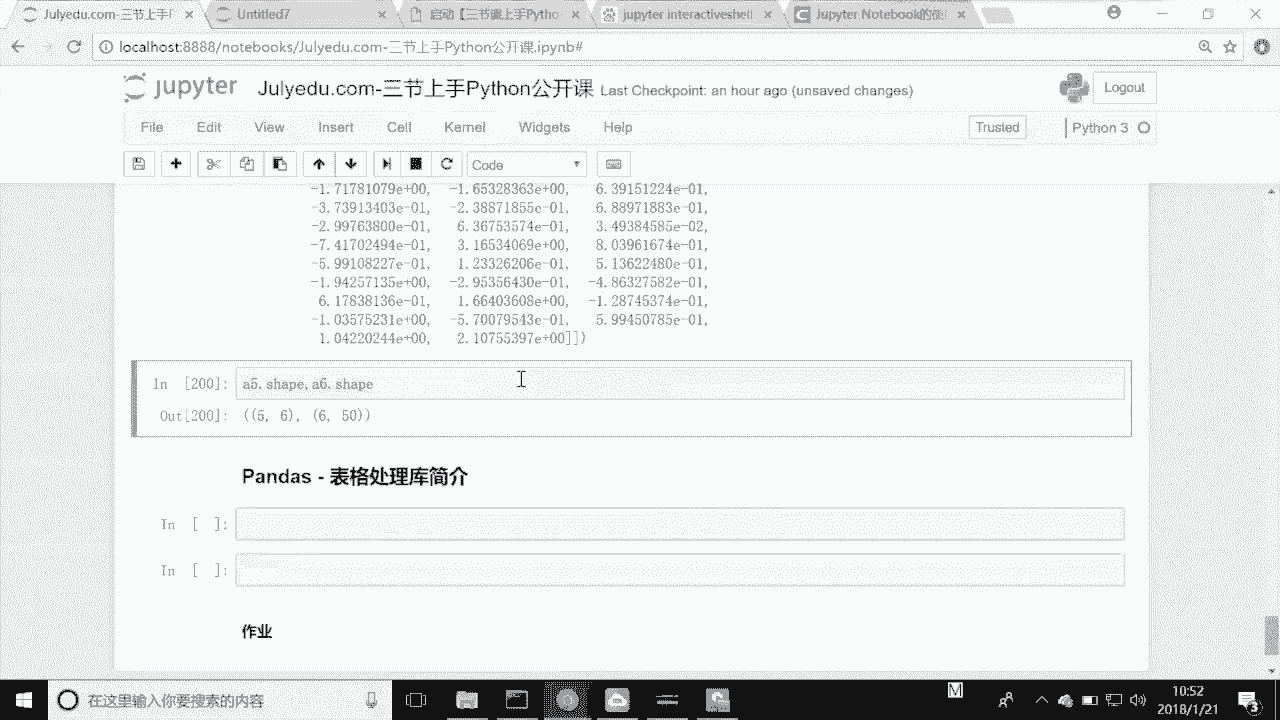 Julyedu.com-三节上手
Untitled7
启动【三节课上手Pytho
jupyter interactiveshell
Jupyter Notebook的使
localhost:8888/notebooks/Julyedu.com-三节上手Python公开课.ipynb#
jupyter Julyedu.com-三节上手Python公开课 Last Checkpoint: an hour ago (unsaved changes)
Logout
File Edit View Insert Cell Kernel Widgets Help
Trusted
Python 3
Code
-1.71781079e+00, -1.65328363e+00, 6.39151224e-01,
-3.73913403e-01, -2.38871855e-01, 6.88971883e-01,
-2.99763800e-01, 6.36753574e-01, 3.49384585e-02,
-7.41702494e-01, 3.16534069e+00, 8.03961674e-01,
-5.99108227e-01, 1.23326206e-01, 5.13622480e-01,
-1.94257135e+00, -2.95356430e-01, -4.86327582e-01,
6.17838136e-01, 1.66403608e+00, -1.28745374e-01,
-1.03575231e+00, -5.70079543e-01, 5.99450785e-01,
1.04220244e+00, 2.10755397e+00]])
In [200]: a5.shape,a6.shape
Out[200]: ((5, 6), (6, 50))
Pandas - 表格处理库简介
In [ ]:
In [ ]:
作业
在这里输入你要搜索的内容
M
10:52
2018/1/21